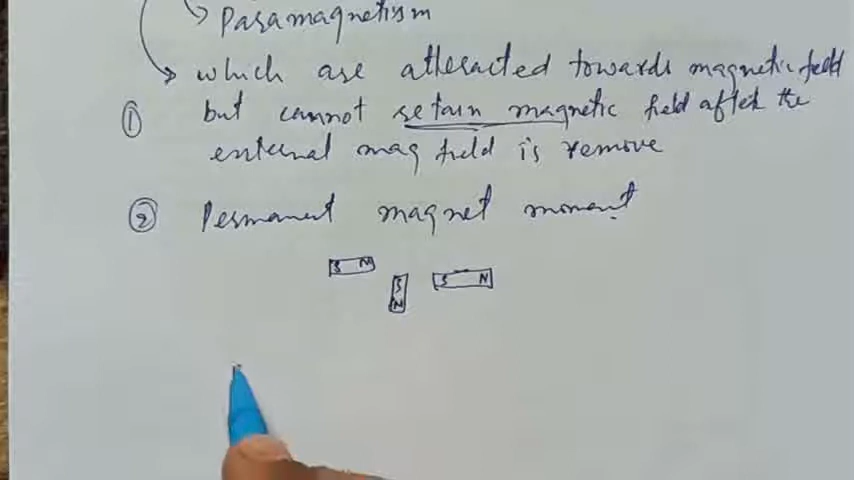 Paramagnetism
which are attracted towards magnetic field
① but cannot retain magnetic field after the
external mag field is remove
② Permanent magnet moment
S N
S N
S N